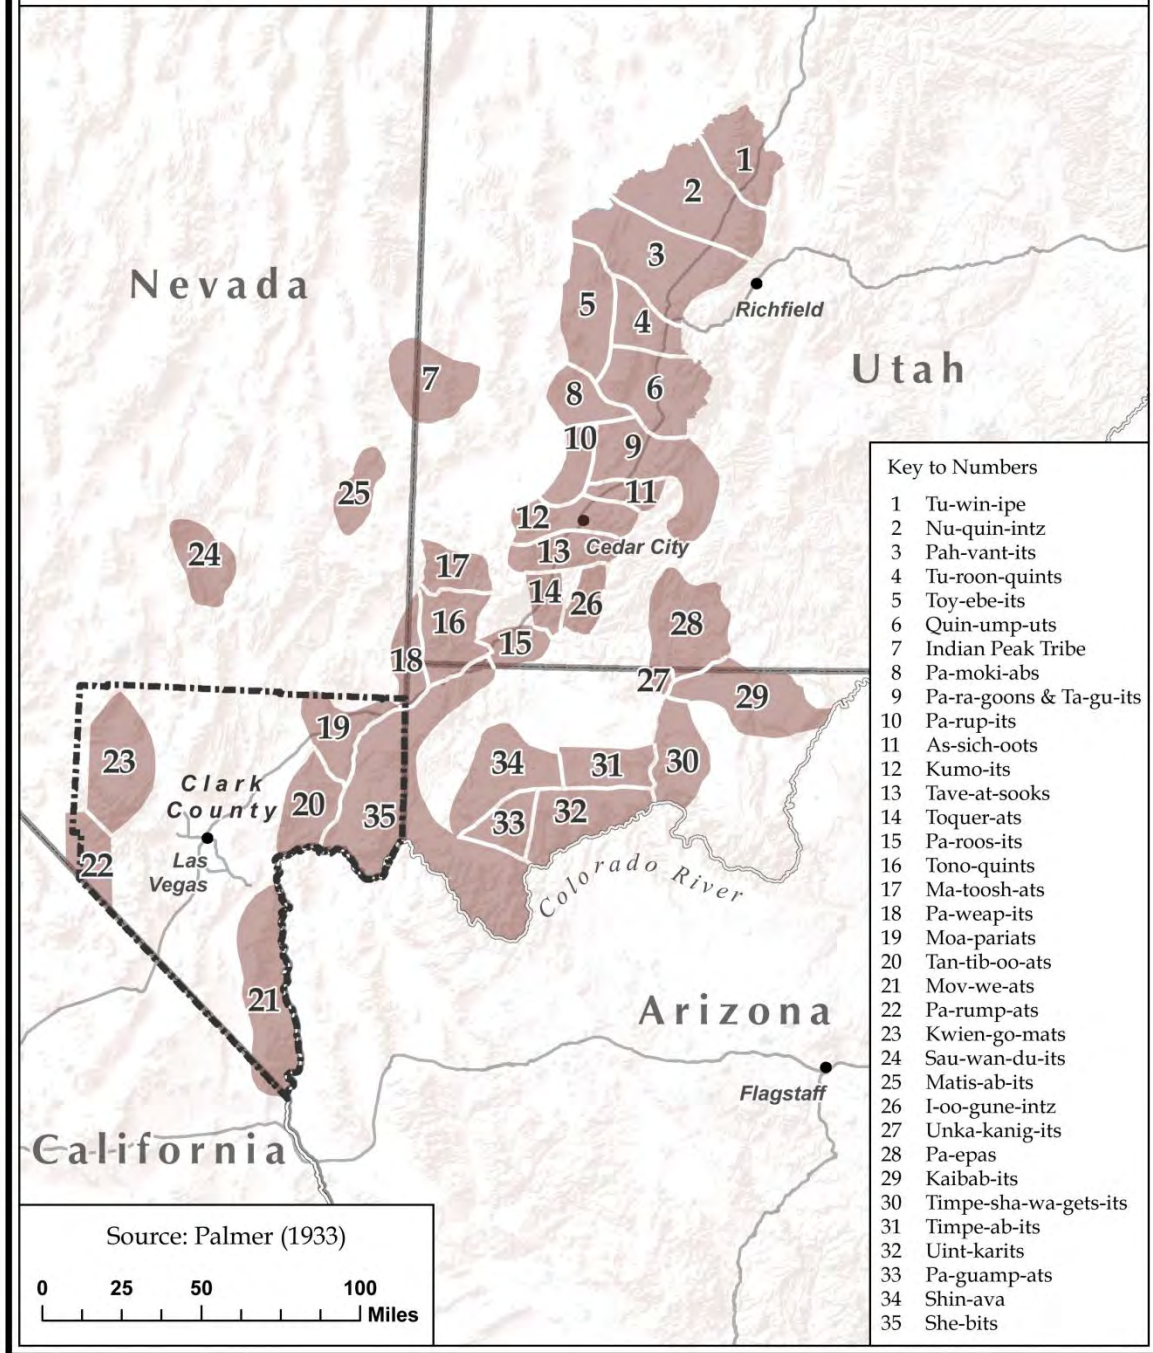 1
2
3
Nevada
5
4
Richfield
7
Utah
8
6
10
9
25
11
12
Cedar City
24
13
17
14
26
16
28
15
18
27
29
19
23
34
31
30
Clark
County
20
35
33
32
Las
Vegas
22
Colorado River
21
Arizona
Flagstaff
California
Key to Numbers
1 Tu-win-ipe
2 Nu-quin-intz
3 Pah-vant-its
4 Tu-roon-quints
5 Toy-ebe-its
6 Quin-ump-uts
7 Indian Peak Tribe
8 Pa-moki-abs
9 Pa-ra-goons & Ta-gu-its
10 Pa-rup-its
11 As-sich-oots
12 Kumo-its
13 Tave-at-sooks
14 Toquer-ats
15 Pa-roos-its
16 Tono-quints
17 Ma-toosh-ats
18 Pa-weap-its
19 Moa-pariats
20 Tan-tib-oo-ats
21 Mov-we-ats
22 Pa-rump-ats
23 Kwien-go-mats
24 Sau-wan-du-its
25 Matis-ab-its
26 I-oo-gune-intz
27 Unka-kanig-its
28 Pa-epas
29 Kaibab-its
30 Timpe-sha-wa-gets-its
31 Timpe-ab-its
32 Uint-karits
33 Pa-guamp-ats
34 Shin-ava
35 She-bits
Source: Palmer (1933)
0 25 50 100
Miles